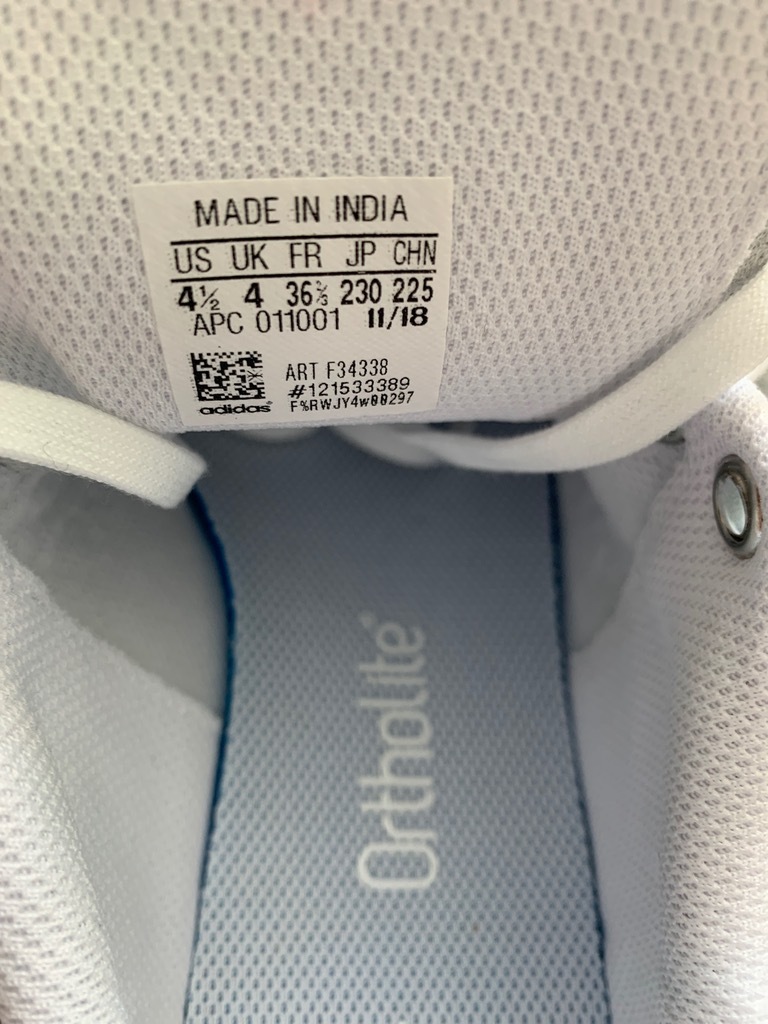 MADE IN INDIA
US UK FR JP CHN
4½ 4 36⅔ 230 225
APC 011001 11/18
ART F34338
#121533389
adidas® F%RWJY4w00297
Ortholite®